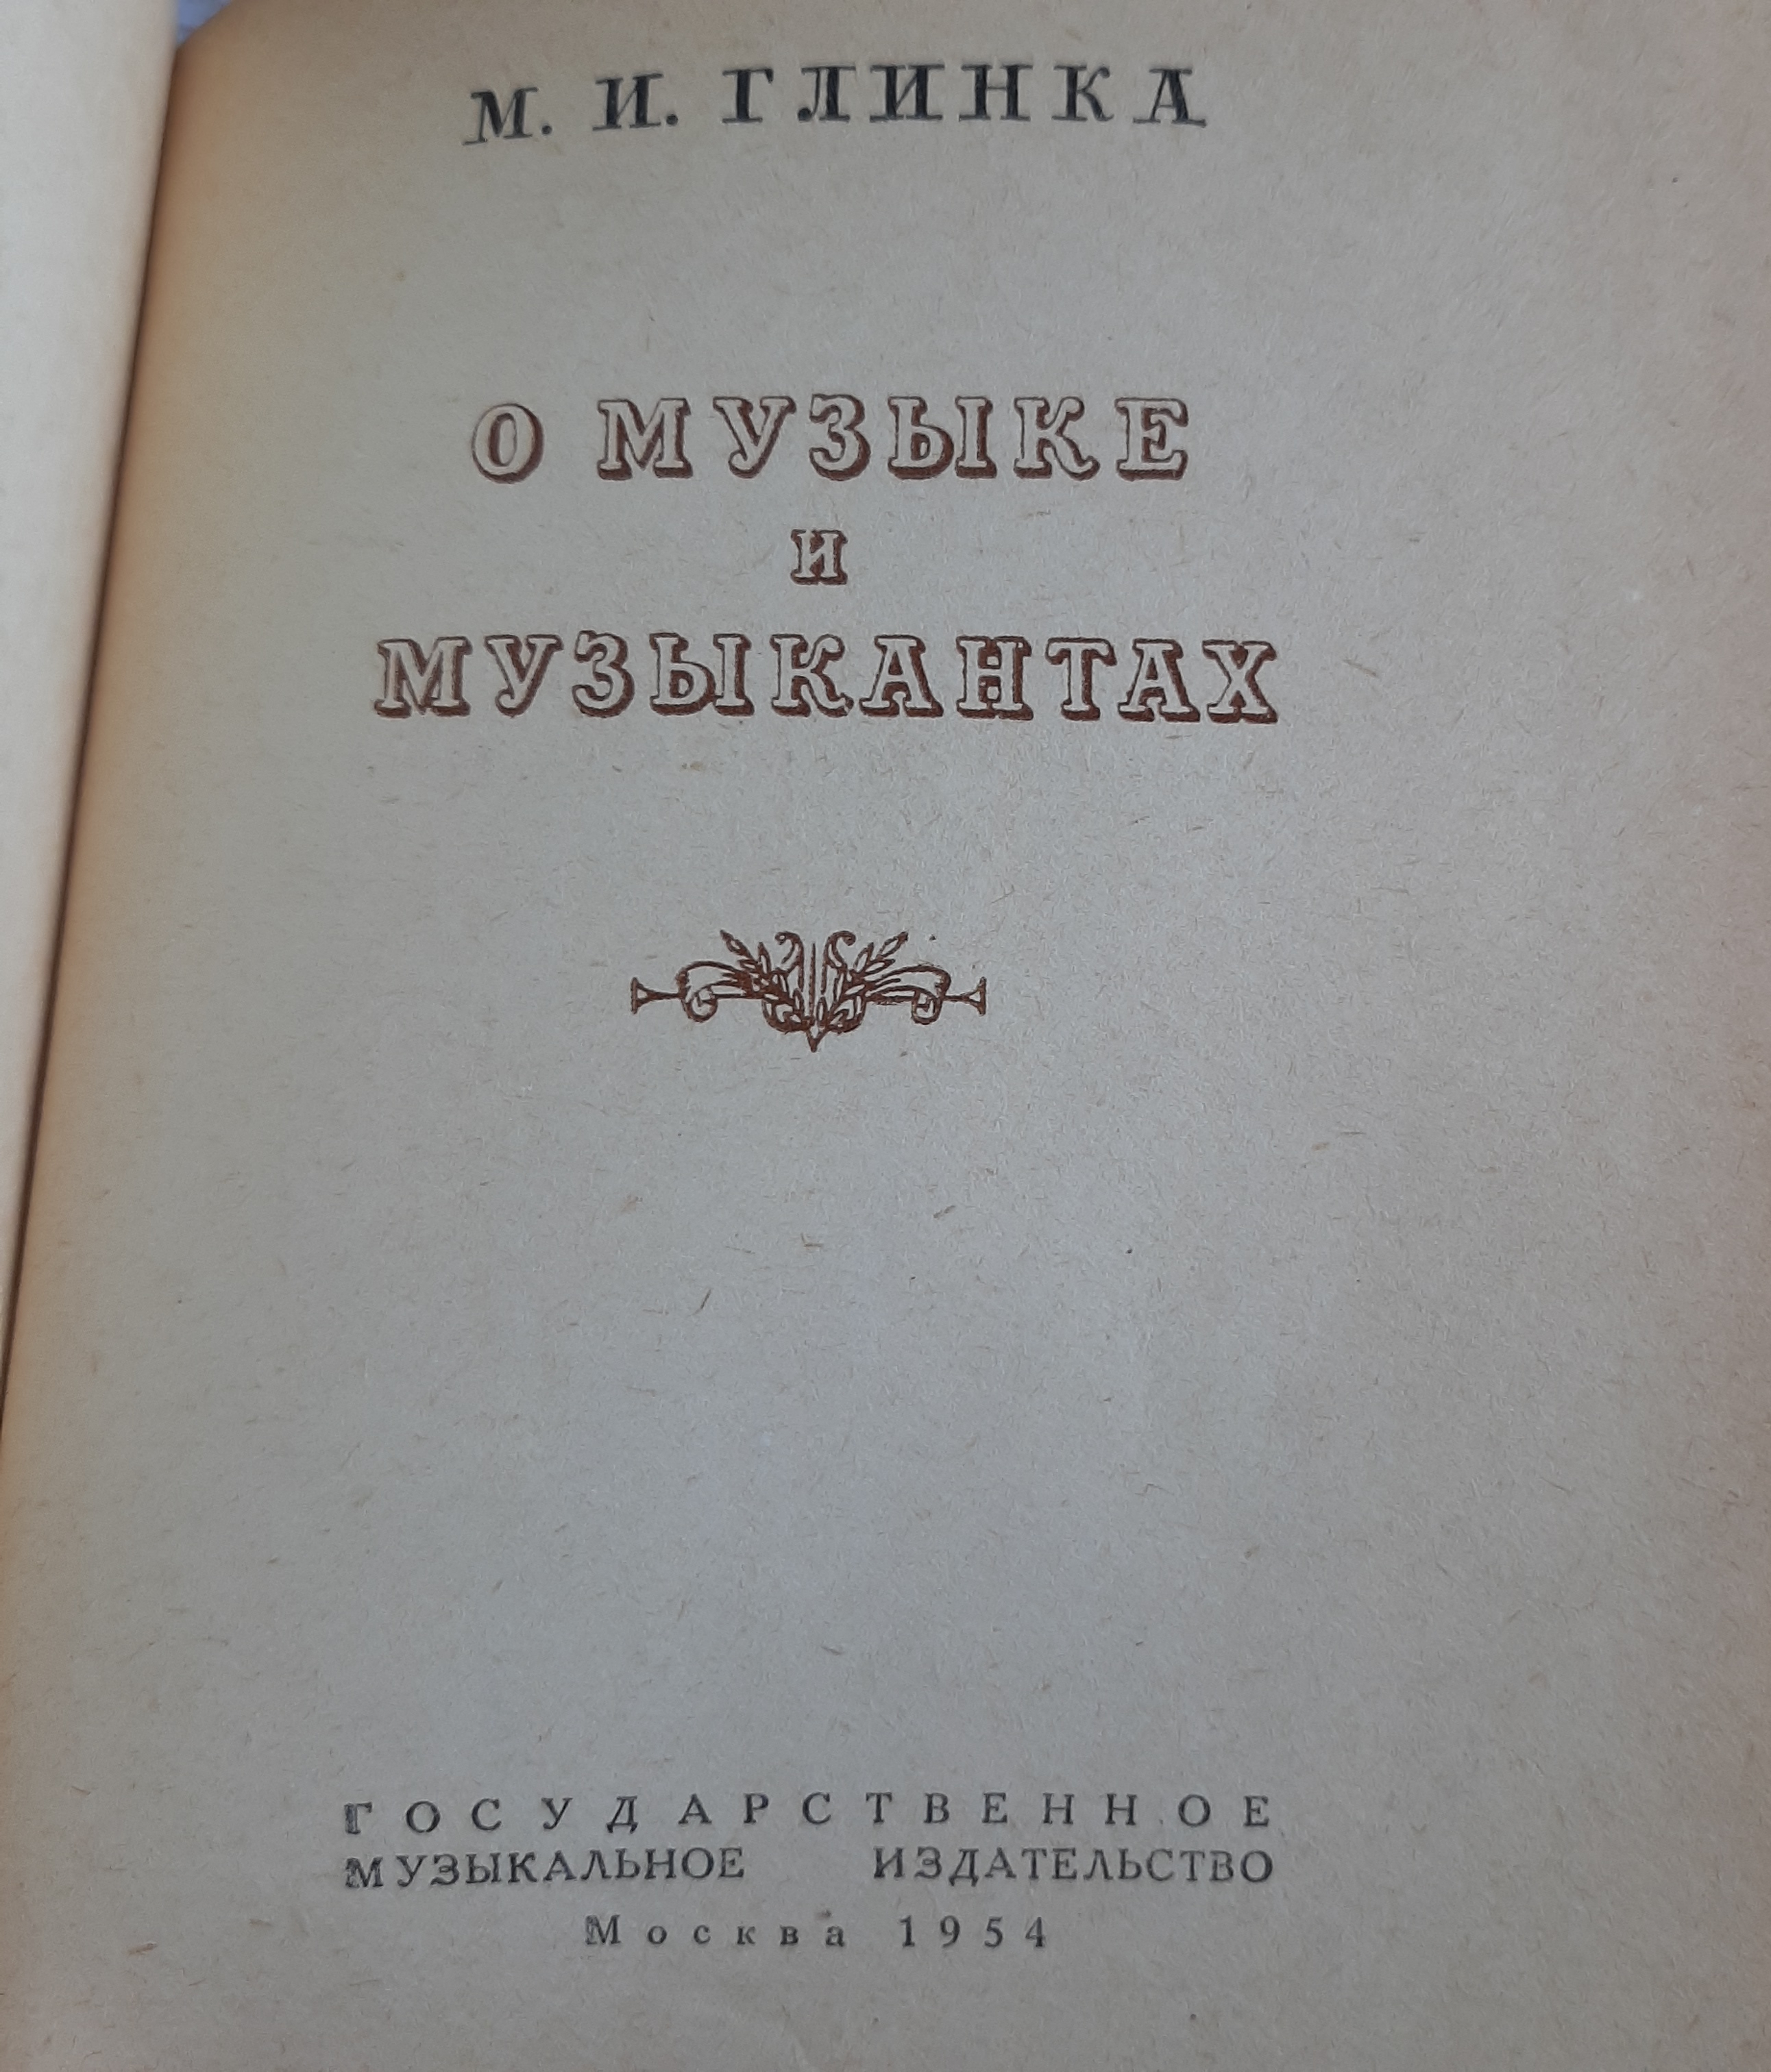 М. И. ГЛИНКА
О МУЗЫКЕ
И
МУЗЫКАНТАХ
ГОСУДАРСТВЕННОЕ
МУЗЫКАЛЬНОЕ ИЗДАТЕЛЬСТВО
Москва 1954